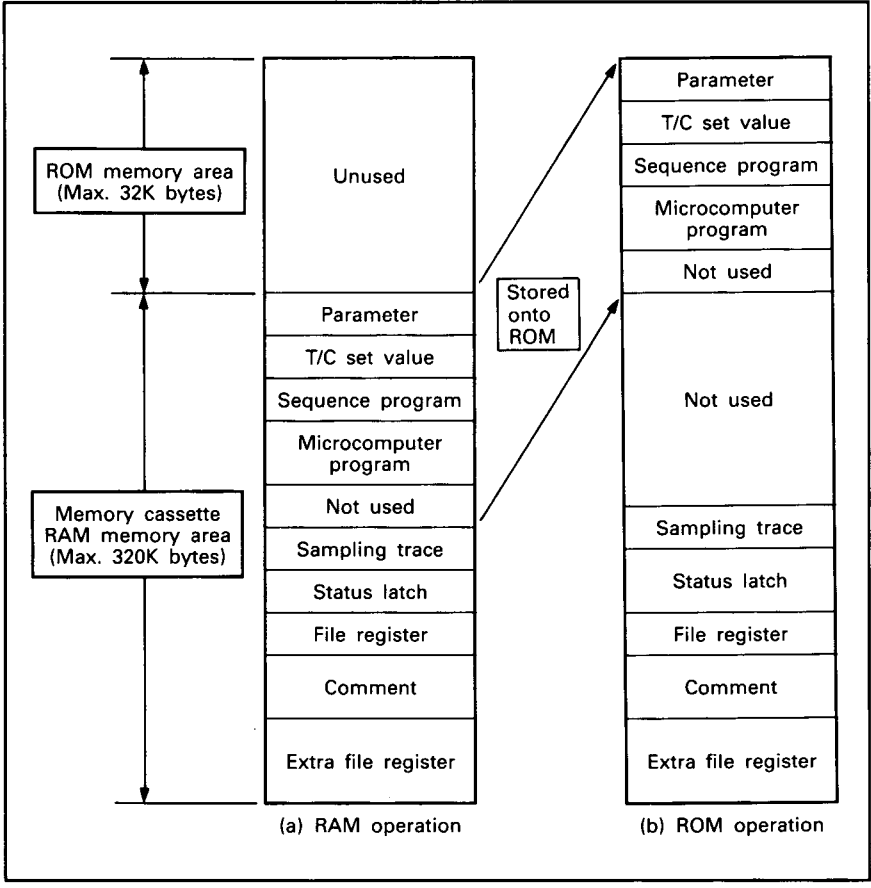 ROM memory area
(Max. 32K bytes)
Memory cassette
RAM memory area
(Max. 320K bytes)
Unused
Parameter
T/C set value
Sequence program
Microcomputer
program
Not used
Sampling trace
Status latch
File register
Comment
Extra file register
(a) RAM operation
Stored
onto
ROM
Parameter
T/C set value
Sequence program
Microcomputer
program
Not used
Not used
Sampling trace
Status latch
File register
Comment
Extra file register
(b) ROM operation